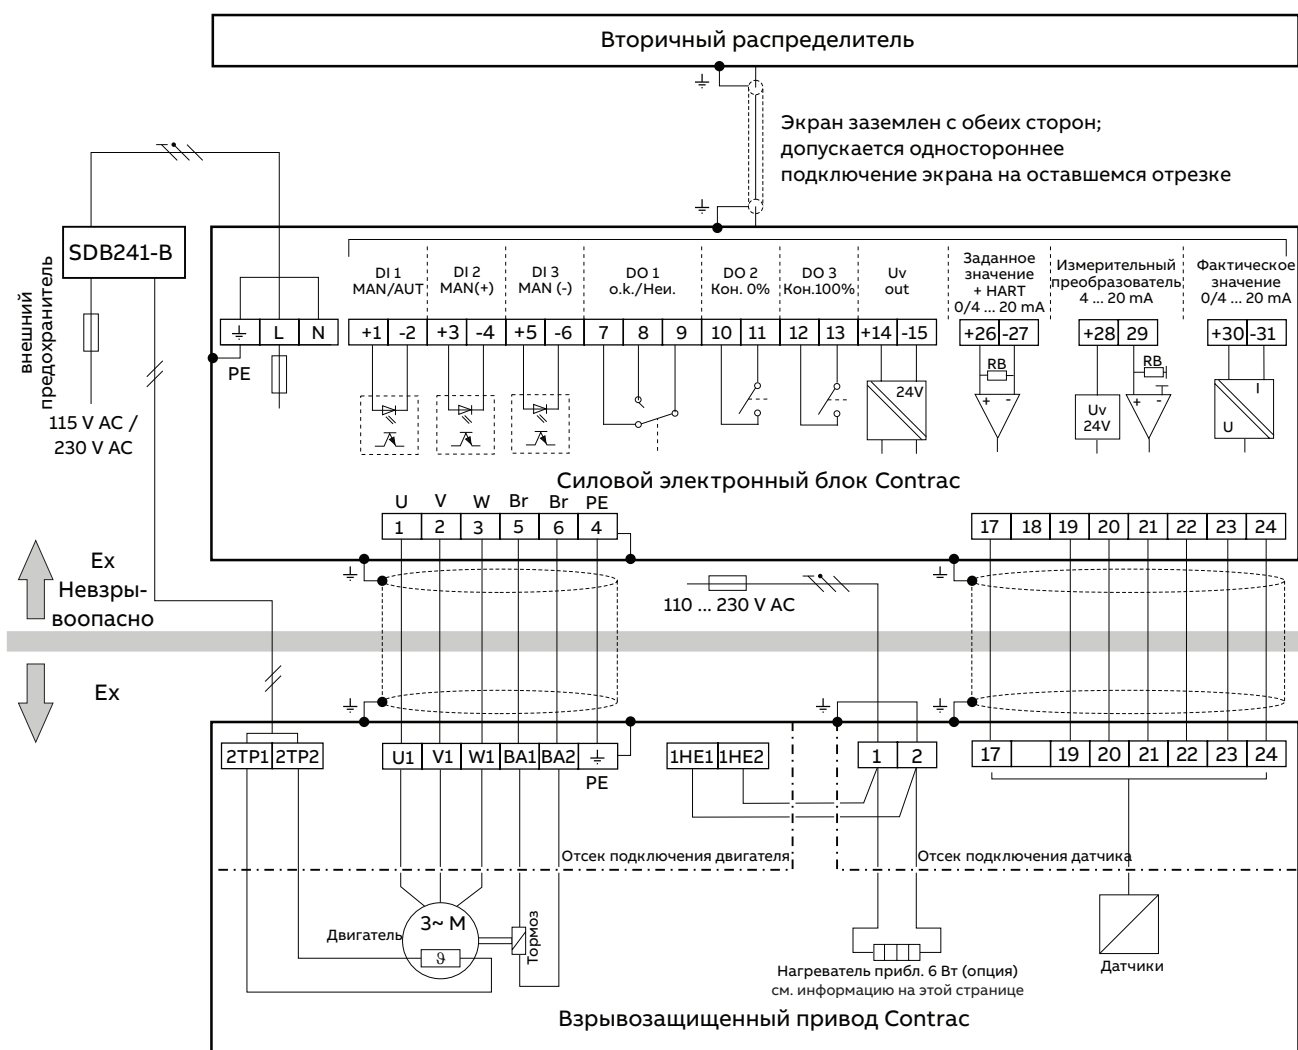 Вторичный распределитель
Экран заземлен с обеих сторон;
допускается одностороннее
подключение экрана на оставшемся отрезке
SDB241-B
внешний
предохранитель
115 V AC /
230 V AC
DI 1
MAN/AUT
DI 2
MAN(+)
DI 3
MAN (-)
DO 1
o.k./Неи.
DO 2
Кон. 0%
DO 3
Кон.100%
Uv
out
Заданное
значение
+ HART
0/4 ... 20 mA
Измерительный
преобразователь
4 ... 20 mA
Фактическое
значение
0/4 ... 20 mA
L N
+1 -2 +3 -4 +5 -6 7 8 9 10 11 12 13 +14 -15 +26 -27 +28 29 +30 -31
PE
24V
RB
+ -
Uv
24V
RB
+ -
I
U
Силовой электронный блок Contrac
U V W Br Br PE
1 2 3 5 6 4
17 18 19 20 21 22 23 24
Ex
Невзры-
воопасно
110 ... 230 V AC
Ex
2TP1 2TP2
U1 V1 W1 BA1 BA2
PE
1HE1 1HE2
1 2
17 19 20 21 22 23 24
Отсек подключения двигателя
Отсек подключения датчика
Двигатель
3~ M
ϑ
Тормоз
Нагреватель прибл. 6 Вт (опция)
см. информацию на этой странице
Датчики
Взрывозащищенный привод Contrac